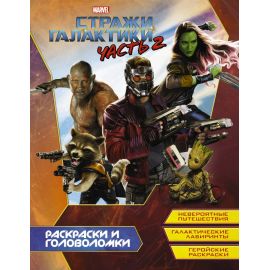 MARVEL
СТРАЖИ
ГАЛАКТИКИ
ЧАСТЬ 2
НЕВЕРОЯТНЫЕ
ПУТЕШЕСТВИЯ
ГАЛАКТИЧЕСКИЕ
ЛАБИРИНТЫ
ГЕРОЙСКИЕ
РАСКРАСКИ
РАСКРАСКИ И
ГОЛОВОЛОМКИ